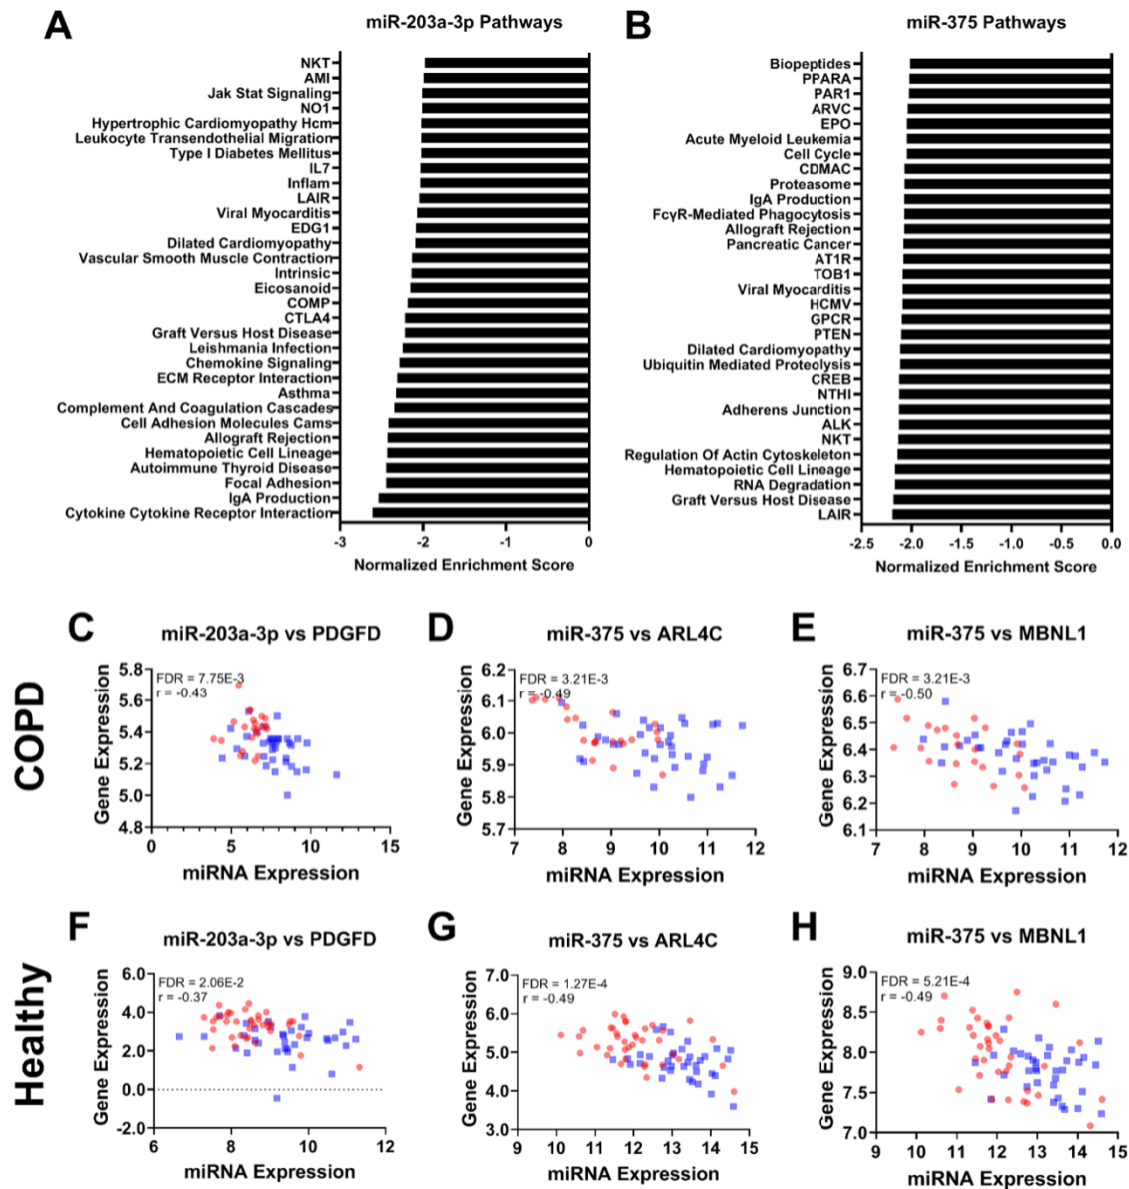 A
miR-203a-3p Pathways
NKT
AMI
Jak Stat Signaling
NO1
Hypertrophic Cardiomyopathy Hcm
Leukocyte Transendothelial Migration
Type I Diabetes Mellitus
IL7
Inflam
LAIR
Viral Myocarditis
EDG1
Dilated Cardiomyopathy
Vascular Smooth Muscle Contraction
Intrinsic
Eicosanoid
COMP
CTLA4
Graft Versus Host Disease
Leishmania Infection
Chemokine Signaling
ECM Receptor Interaction
Asthma
Complement And Coagulation Cascades
Cell Adhesion Molecules Cams
Allograft Rejection
Hematopoietic Cell Lineage
Autoimmune Thyroid Disease
Focal Adhesion
IgA Production
Cytokine Cytokine Receptor Interaction
-3 -2 -1 0
Normalized Enrichment Score
B
miR-375 Pathways
Biopeptides
PPARA
PAR1
ARVC
EPO
Acute Myeloid Leukemia
Cell Cycle
CDMAC
Proteasome
IgA Production
FcγR-Mediated Phagocytosis
Allograft Rejection
Pancreatic Cancer
AT1R
TOB1
Viral Myocarditis
HCMV
GPCR
PTEN
Dilated Cardiomyopathy
Ubiquitin Mediated Proteolysis
CREB
NTHI
Adherens Junction
ALK
NKT
Regulation Of Actin Cytoskeleton
Hematopoietic Cell Lineage
RNA Degradation
Graft Versus Host Disease
LAIR
-2.5 -2.0 -1.5 -1.0 -0.5 0.0
Normalized Enrichment Score
COPD
C
miR-203a-3p vs PDGFD
FDR = 7.75E-3
r = -0.43
Gene Expression
5.8
5.6
5.4
5.2
5.0
4.8
0 5 10 15
miRNA Expression
D
miR-375 vs ARL4C
FDR = 3.21E-3
r = -0.49
Gene Expression
6.2
6.1
6.0
5.9
5.8
5.7
7 8 9 10 11 12
miRNA Expression
E
miR-375 vs MBNL1
FDR = 3.21E-3
r = -0.50
Gene Expression
6.7
6.6
6.5
6.4
6.3
6.2
6.1
7 8 9 10 11 12
miRNA Expression
Healthy
F
miR-203a-3p vs PDGFD
FDR = 2.06E-2
r = -0.37
Gene Expression
6.0
4.0
2.0
0.0
-2.0
6 8 10 12
miRNA Expression
G
miR-375 vs ARL4C
FDR = 1.27E-4
r = -0.49
Gene Expression
7.0
6.0
5.0
4.0
3.0
9 10 11 12 13 14 15
miRNA Expression
H
miR-375 vs MBNL1
FDR = 5.21E-4
r = -0.49
Gene Expression
9.0
8.5
8.0
7.5
7.0
9 10 11 12 13 14 15
miRNA Expression